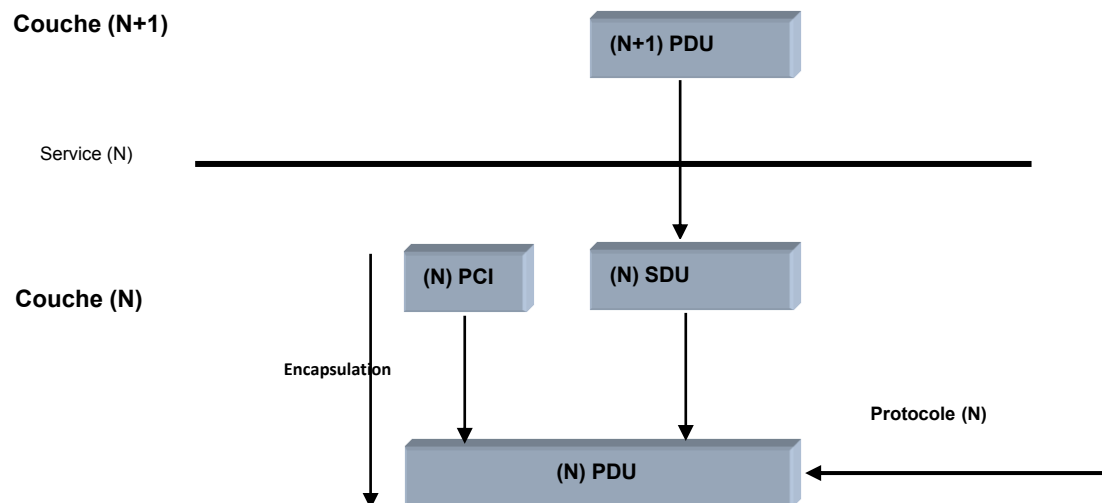 Couche (N+1)
(N+1) PDU
Service (N)
(N) PCI
(N) SDU
Couche (N)
Encapsulation
Protocole (N)
(N) PDU